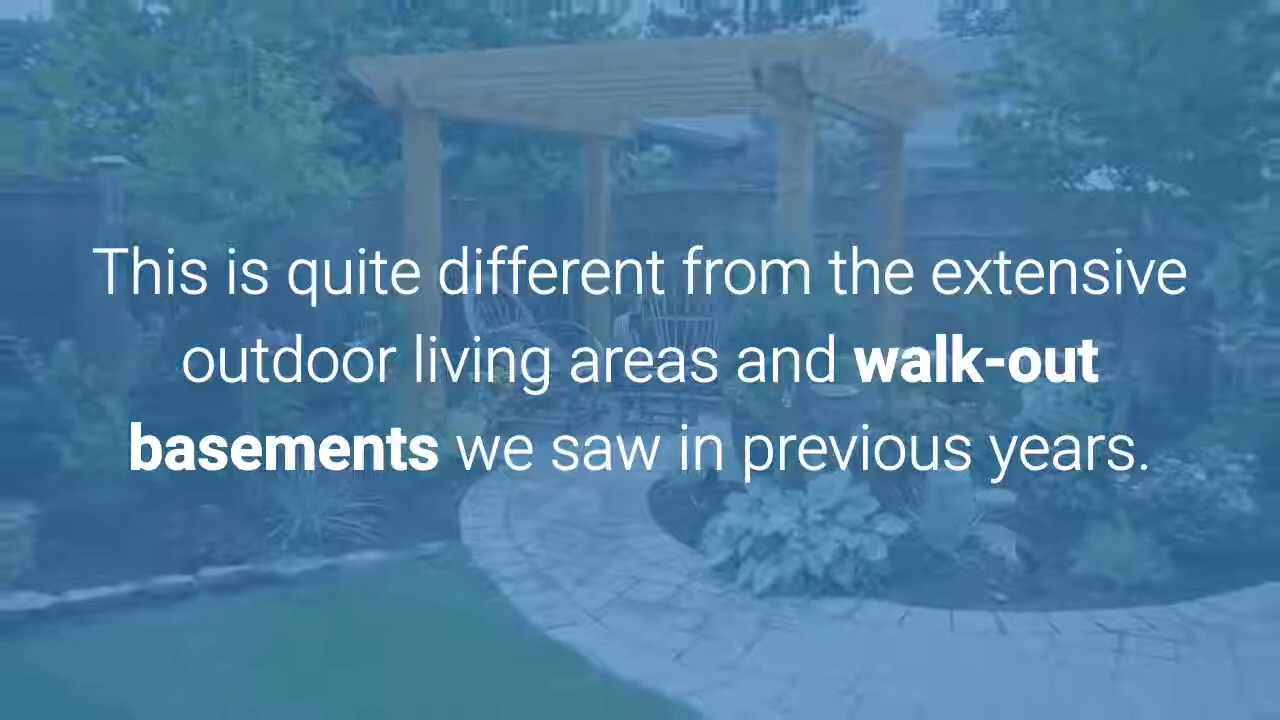 This is quite different from the extensive
outdoor living areas and walk-out
basements we saw in previous years.